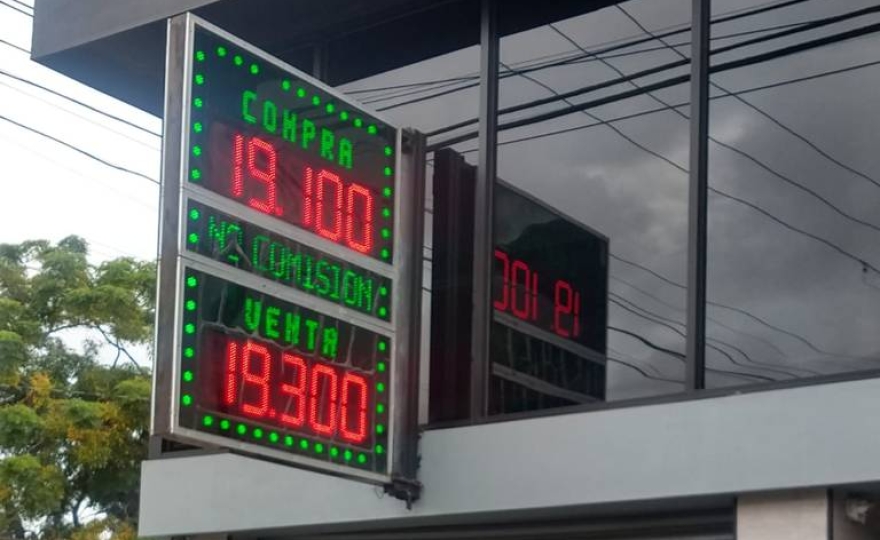 COMPRA
19.100
NO COMISION
VENTA
19.300